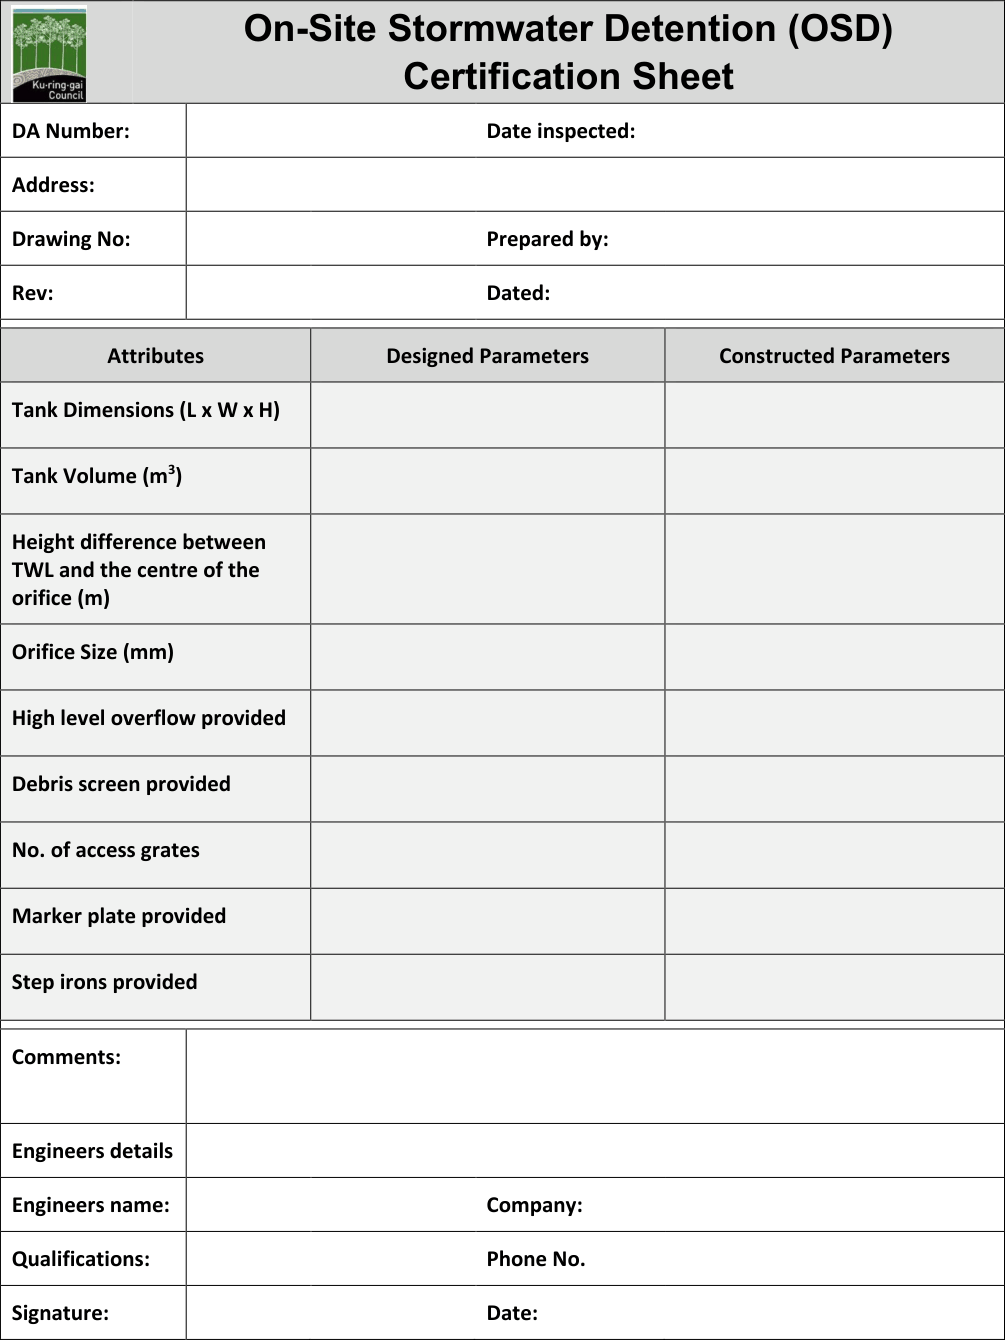 Ku-ring-gai
Council
On-Site Stormwater Detention (OSD)
Certification Sheet
DA Number: Date inspected:
Address:
Drawing No: Prepared by:
Rev: Dated:
Attributes Designed Parameters Constructed Parameters
Tank Dimensions (L x W x H)
Tank Volume (m³)
Height difference between
TWL and the centre of the
orifice (m)
Orifice Size (mm)
High level overflow provided
Debris screen provided
No. of access grates
Marker plate provided
Step irons provided
Comments:
Engineers details
Engineers name: Company:
Qualifications: Phone No.
Signature: Date: